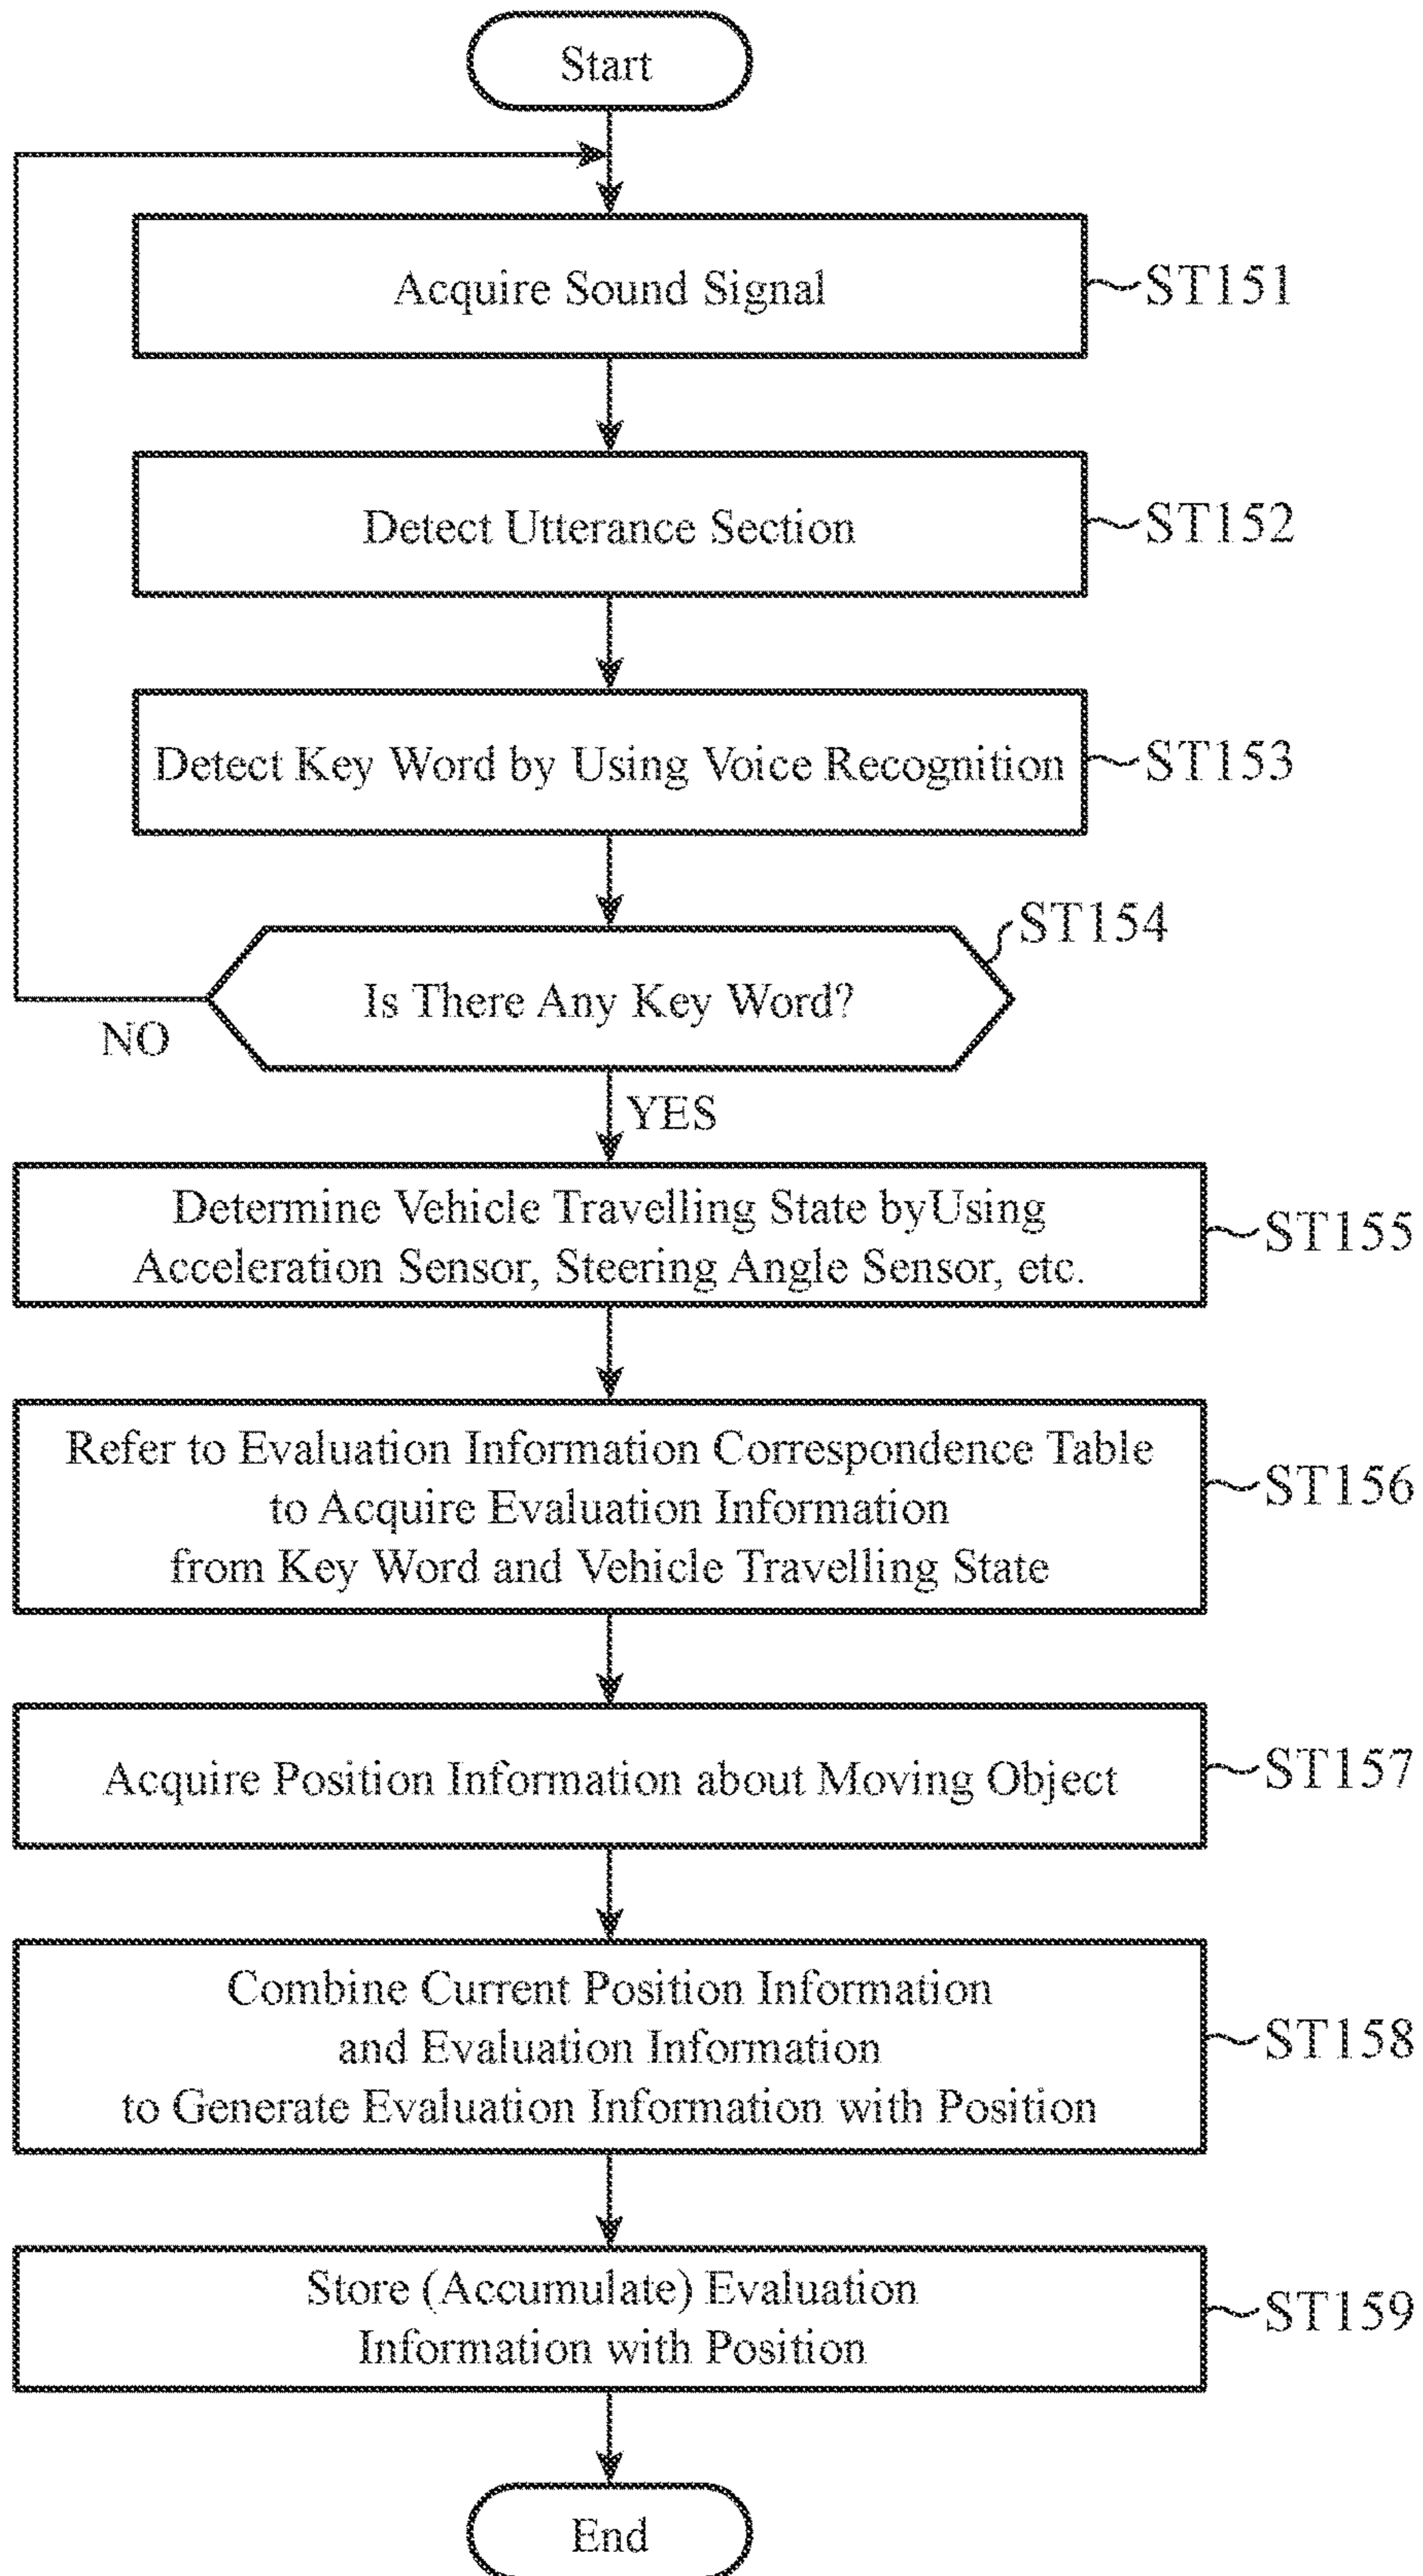 Start
Acquire Sound Signal
ST151
Detect Utterance Section
ST152
Detect Key Word by Using Voice Recognition
ST153
ST154
Is There Any Key Word?
NO
YES
Determine Vehicle Travelling State byUsing
Acceleration Sensor, Steering Angle Sensor, etc.
ST155
Refer to Evaluation Information Correspondence Table
to Acquire Evaluation Information
from Key Word and Vehicle Travelling State
ST156
Acquire Position Information about Moving Object
ST157
Combine Current Position Information
and Evaluation Information
to Generate Evaluation Information with Position
ST158
Store (Accumulate) Evaluation
Information with Position
ST159
End